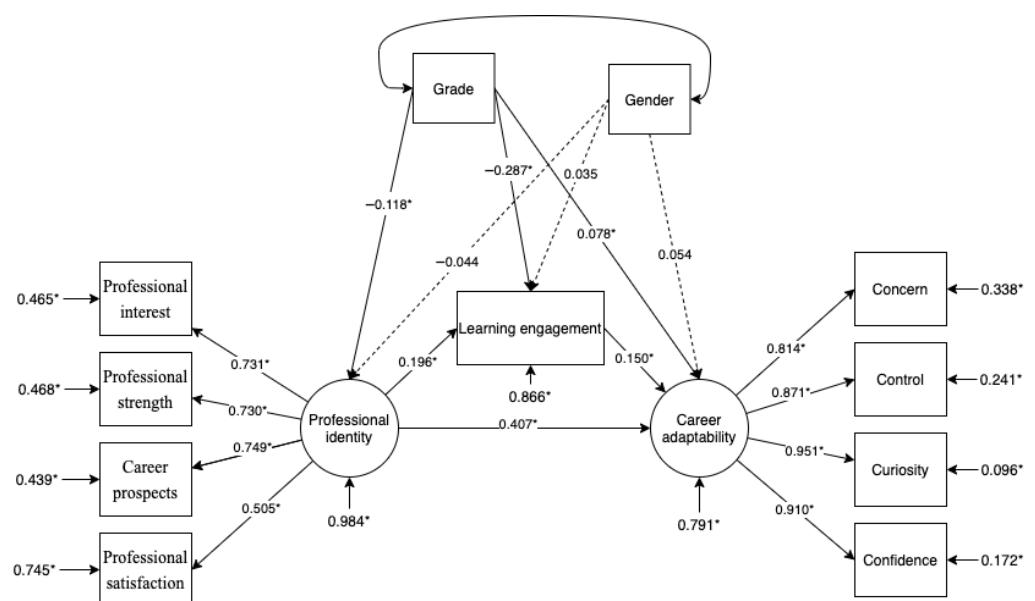 Grade
Gender
−0.287*
0.035
−0.118*
0.078*
−0.044
0.054
Professional
interest
0.465*
Concern
0.338*
Learning engagement
0.731*
0.196*
0.150*
0.814*
Professional
strength
0.468*
Control
0.241*
0.866*
0.871*
0.730*
Professional
identity
0.407*
Career
adaptability
0.749*
0.951*
Career
prospects
0.439*
Curiosity
0.096*
0.505*
0.984*
0.791*
0.910*
Professional
satisfaction
0.745*
Confidence
0.172*